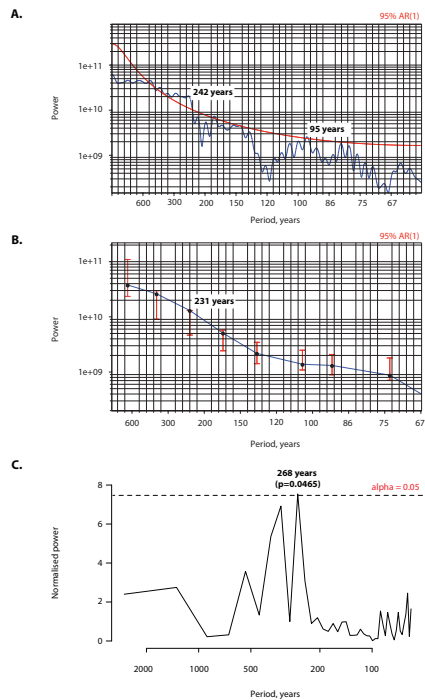 A.
95% AR(1)
1e+11
242 years
1e+10
95 years
1e+09
Power
600 300 200 150 120 100 86 75 67
Period, years
B.
95% AR(1)
1e+11
231 years
1e+10
1e+09
Power
600 300 200 150 120 100 86 75 67
Period, years
C.
268 years
(p=0.0465)
alpha = 0.05
8
6
4
2
0
Normalised power
2000 1000 500 200 100
Period, years